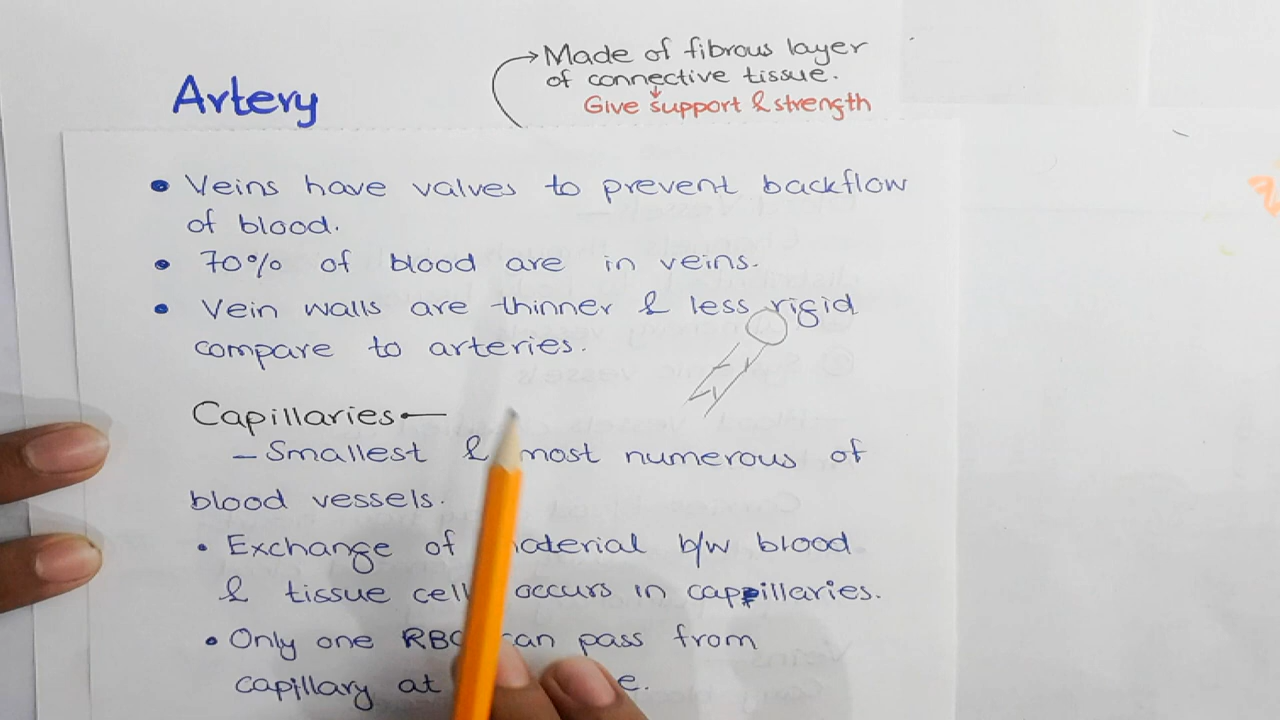 Made of fibrous layer
of connective tissue.
Give support & strength
Artery
• Veins have valves to prevent backflow
of blood.
• 70% of blood are in veins.
• Vein walls are thinner & less rigid
compare to arteries.
Capillaries
– Smallest & most numerous of
blood vessels.
• Exchange of material b/w blood
& tissue cell occurs in cappillaries.
• Only one RBC can pass from
capillary at